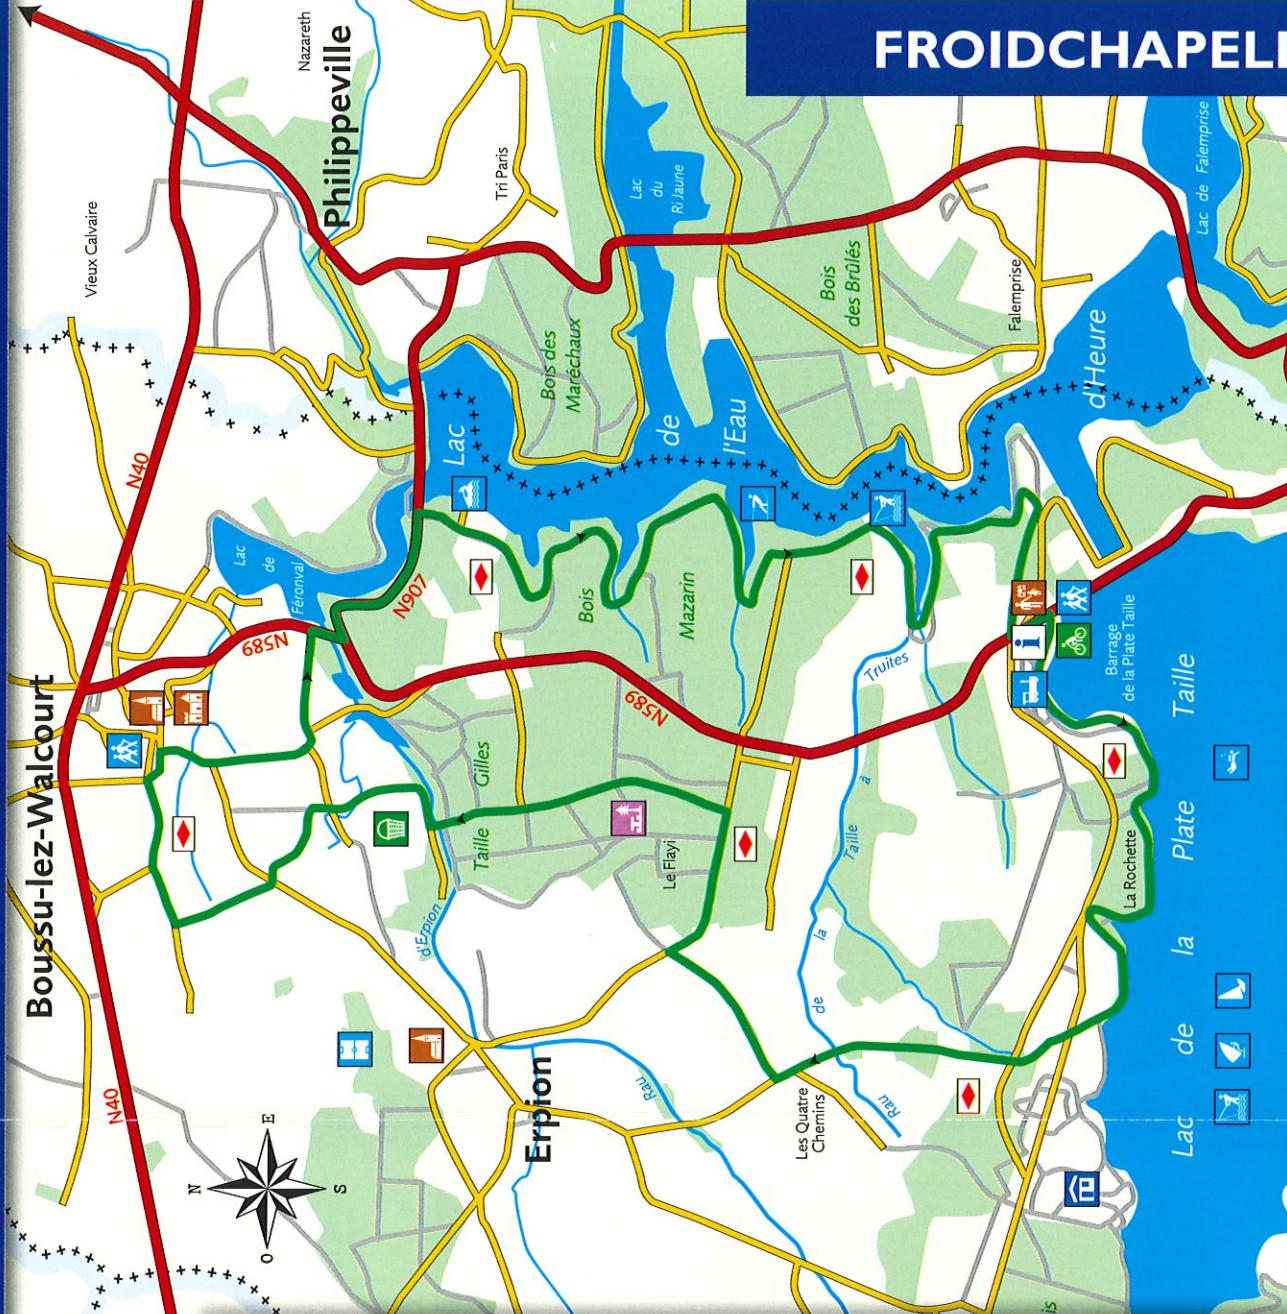 FROIDCHAPELL
Nazareth
Philippeville
Vieux Calvaire
Tri Paris
Lac
du
Ri Jaune
Lac de Falemprise
Bois
des Brûlés
Falemprise
Bois des
Maréchaux
N40
Lac
de
l'Eau
d'Heure
Lac
de
Féronval
N907
N589
Bois
Mazarin
Boussu-lez-Walcourt
N589
Truites
à
Taille
la
de
Rau
Barrage
de la Plate Taille
Taille
Gilles
Le Flayi
La Rochette
d'Erpion
Rau
Erpion
Les Quatre
Chemins
N40
N
E
S
O
i
Lac de la Plate Taille
is